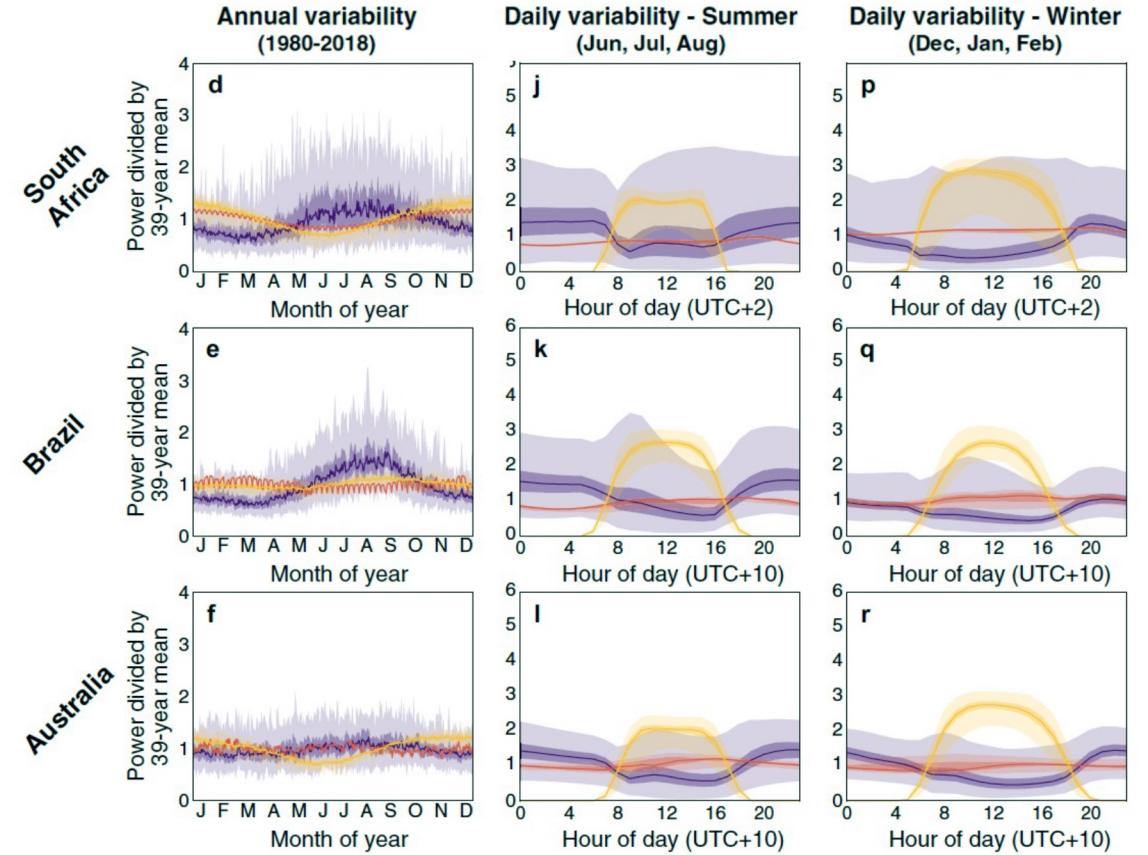 Annual variability
(1980-2018)
Daily variability - Summer
(Jun, Jul, Aug)
Daily variability - Winter
(Dec, Jan, Feb)
South
Africa
Power divided by
39-year mean
d
4
3
2
1
0
J F M A M J J A S O N D
Month of year
j
5
4
3
2
1
0
0 4 8 12 16 20
Hour of day (UTC+2)
p
5
4
3
2
1
0
0 4 8 12 16 20
Hour of day (UTC+2)
Brazil
Power divided by
39-year mean
e
4
3
2
1
0
J F M A M J J A S O N D
Month of year
k
6
5
4
3
2
1
0
0 4 8 12 16 20
Hour of day (UTC+10)
q
6
5
4
3
2
1
0
0 4 8 12 16 20
Hour of day (UTC+10)
Australia
Power divided by
39-year mean
f
4
3
2
1
0
J F M A M J J A S O N D
Month of year
l
6
5
4
3
2
1
0
0 4 8 12 16 20
Hour of day (UTC+10)
r
6
5
4
3
2
1
0
0 4 8 12 16 20
Hour of day (UTC+10)